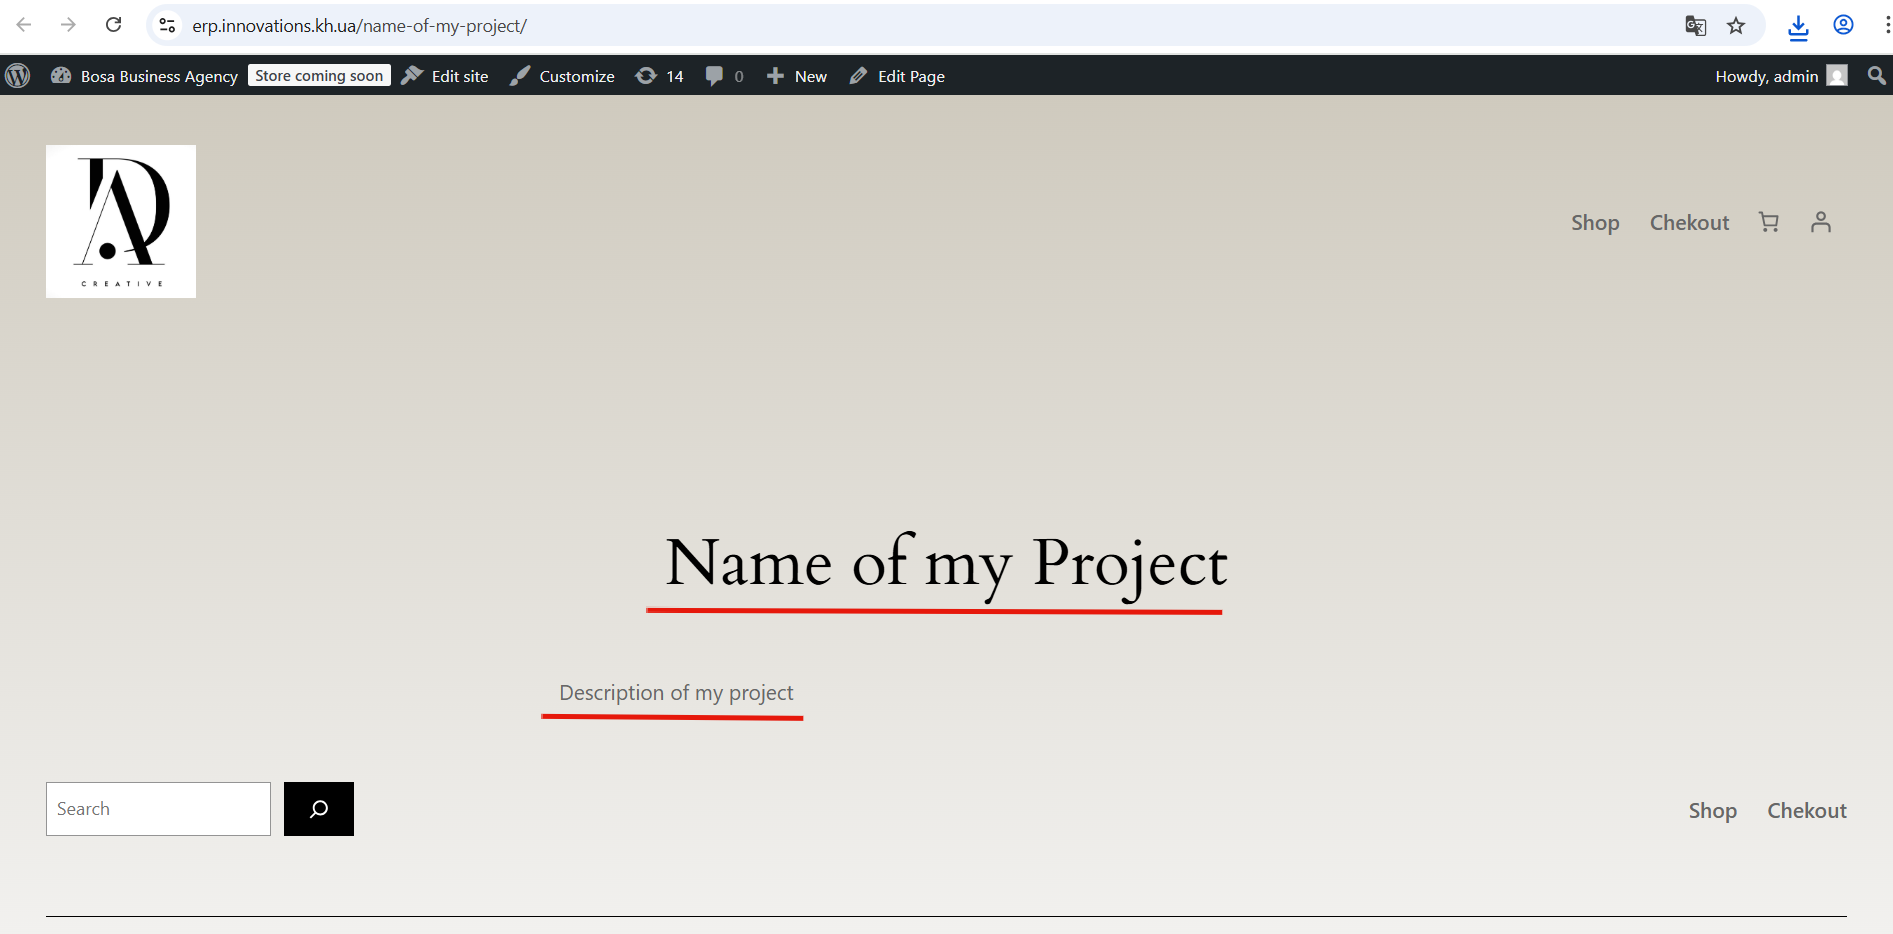 erp.innovations.kh.ua/name-of-my-project/
Bosa Business Agency Store coming soon Edit site Customize 14 0 New Edit Page Howdy, admin
CREATIVE
Shop Chekout
Name of my Project
Description of my project
Search
Shop Chekout